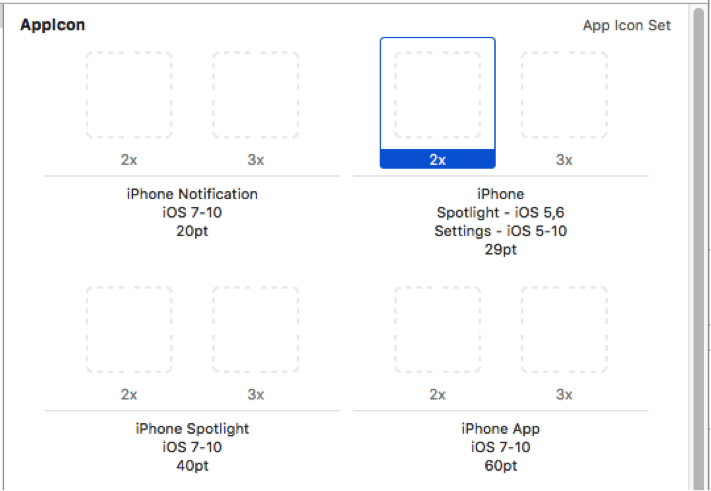 AppIcon App Icon Set
2x 3x 2x 3x
iPhone Notification
iOS 7-10
20pt
iPhone
Spotlight - iOS 5,6
Settings - iOS 5-10
29pt
2x 3x 2x 3x
iPhone Spotlight
iOS 7-10
40pt
iPhone App
iOS 7-10
60pt